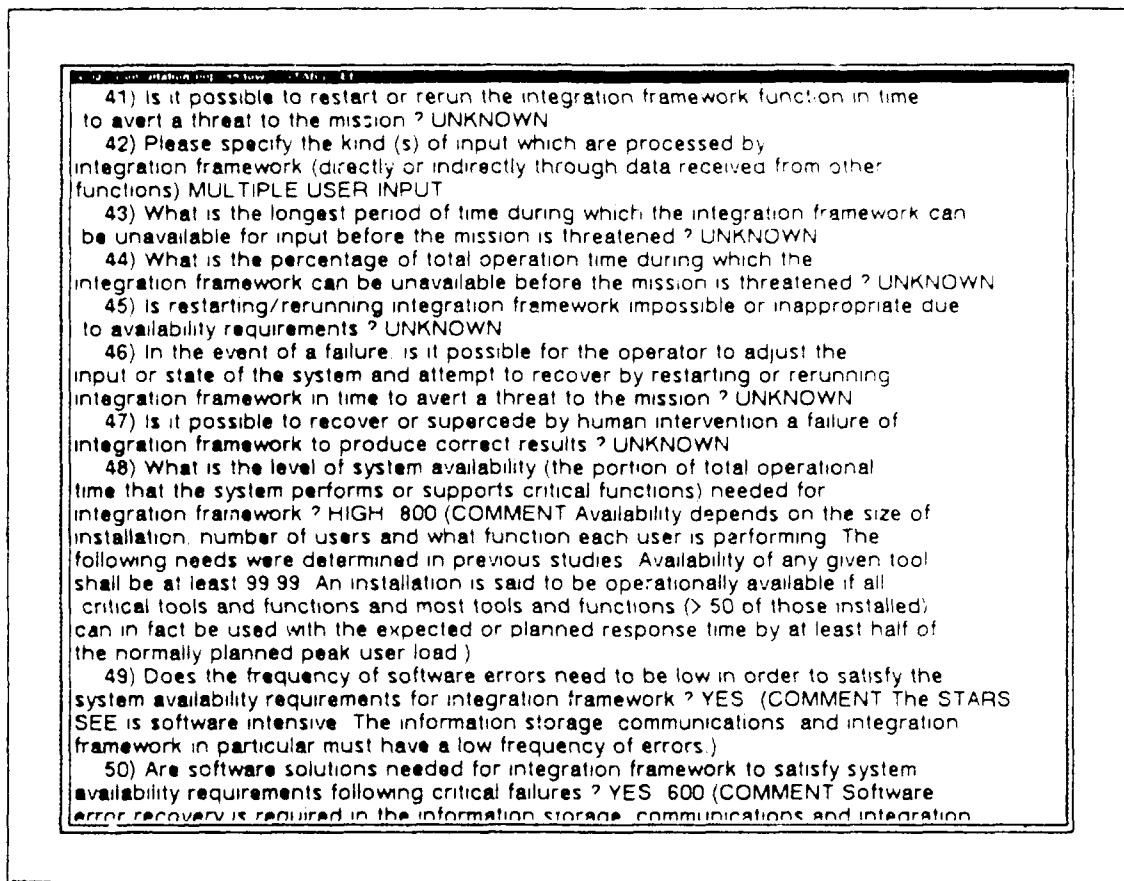 41) Is it possible to restart or rerun the integration framework function in time
to avert a threat to the mission ? UNKNOWN
42) Please specify the kind (s) of input which are processed by
integration framework (directly or indirectly through data received from other
functions) MULTIPLE USER INPUT
43) What is the longest period of time during which the integration framework can
be unavailable for input before the mission is threatened ? UNKNOWN
44) What is the percentage of total operation time during which the
integration framework can be unavailable before the mission is threatened ? UNKNOWN
45) Is restarting/rerunning integration framework impossible or inappropriate due
to availability requirements ? UNKNOWN
46) In the event of a failure, is it possible for the operator to adjust the
input or state of the system and attempt to recover by restarting or rerunning
integration framework in time to avert a threat to the mission ? UNKNOWN
47) Is it possible to recover or supercede by human intervention a failure of
integration framework to produce correct results ? UNKNOWN
48) What is the level of system availability (the portion of total operational
time that the system performs or supports critical functions) needed for
integration framework ? HIGH 800 (COMMENT Availability depends on the size of
installation, number of users and what function each user is performing The
following needs were determined in previous studies Availability of any given tool
shall be at least 99 99 An installation is said to be operationally available if all
critical tools and functions and most tools and functions (> 50 of those installed)
can in fact be used with the expected or planned response time by at least half of
the normally planned peak user load )
49) Does the frequency of software errors need to be low in order to satisfy the
system availability requirements for integration framework ? YES (COMMENT The STARS
SEE is software intensive The information storage communications and integration
framework in particular must have a low frequency of errors.)
50) Are software solutions needed for integration framework to satisfy system
availability requirements following critical failures ? YES 600 (COMMENT Software
error recovery is required in the information storage communications and integration